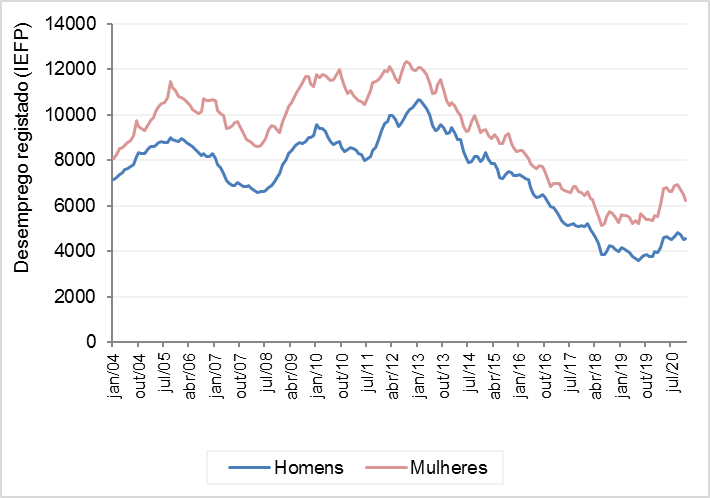 Desemprego registado (IEFP)
14000
12000
10000
8000
6000
4000
2000
0
jan/04
out/04
jul/05
abr/06
jan/07
out/07
jul/08
abr/09
jan/10
out/10
jul/11
abr/12
jan/13
out/13
jul/14
abr/15
jan/16
out/16
jul/17
abr/18
jan/19
out/19
jul/20
Homens
Mulheres